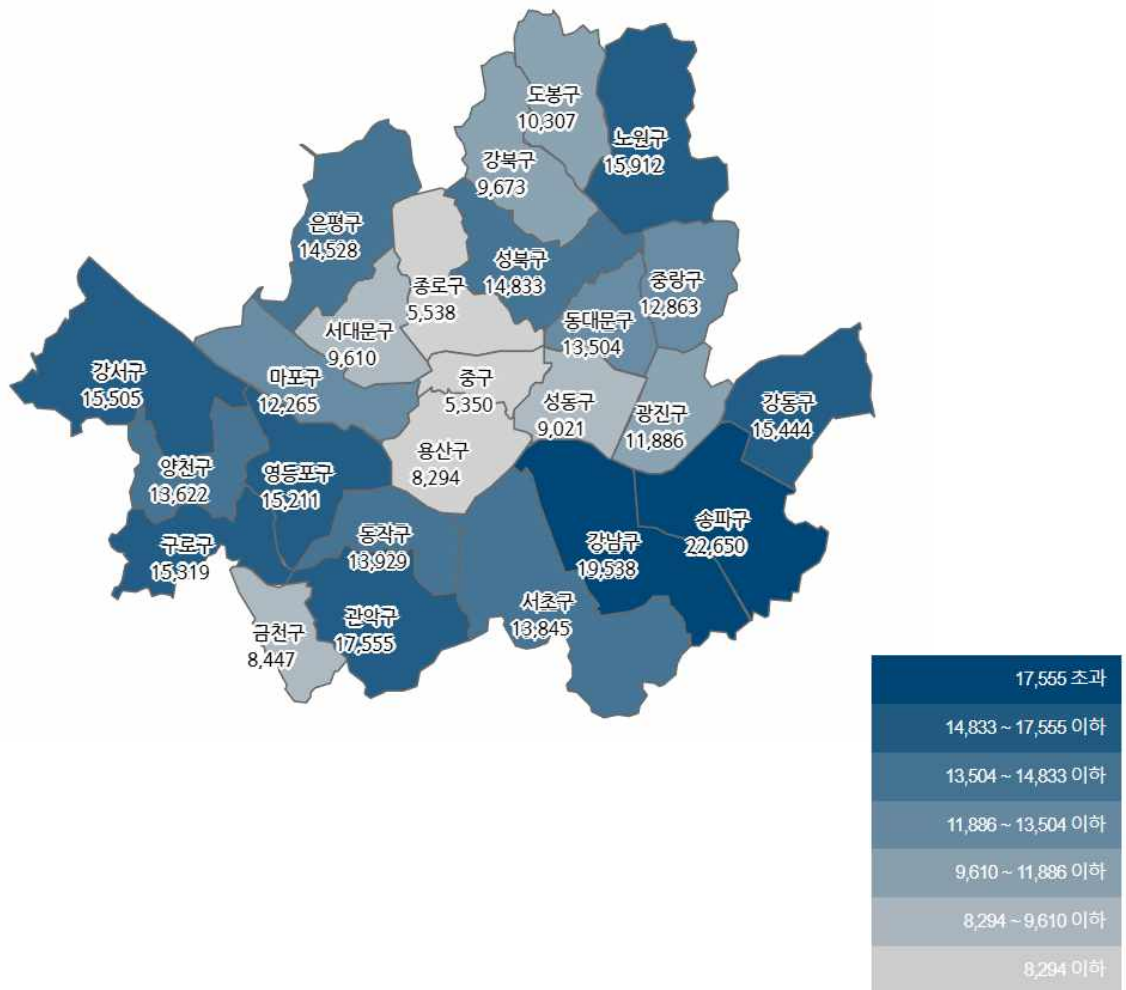 도봉구
10,307
노원구
15,912
강북구
9,673
은평구
14,528
성북구
14,833
종로구
5,538
중랑구
12,863
동대문구
13,504
서대문구
9,610
강서구
15,505
마포구
12,265
중구
5,350
성동구
9,021
광진구
11,886
강동구
15,444
용산구
8,294
양천구
13,622
영등포구
15,211
송파구
22,650
구로구
15,319
동작구
13,929
강남구
19,538
서초구
13,845
금천구
8,447
관악구
17,555
17,555 초과
14,833 ~ 17,555 이하
13,504 ~ 14,833 이하
11,886 ~ 13,504 이하
9,610 ~ 11,886 이하
8,294 ~ 9,610 이하
8,294 이하